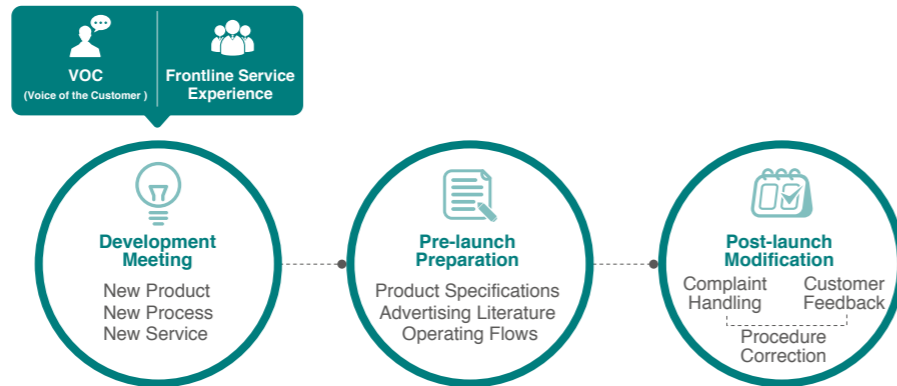 VOC
(Voice of the Customer )
Frontline Service
Experience
Development
Meeting
New Product
New Process
New Service
Pre-launch
Preparation
Product Specifications
Advertising Literature
Operating Flows
Post-launch
Modification
Complaint
Handling
Customer
Feedback
Procedure
Correction